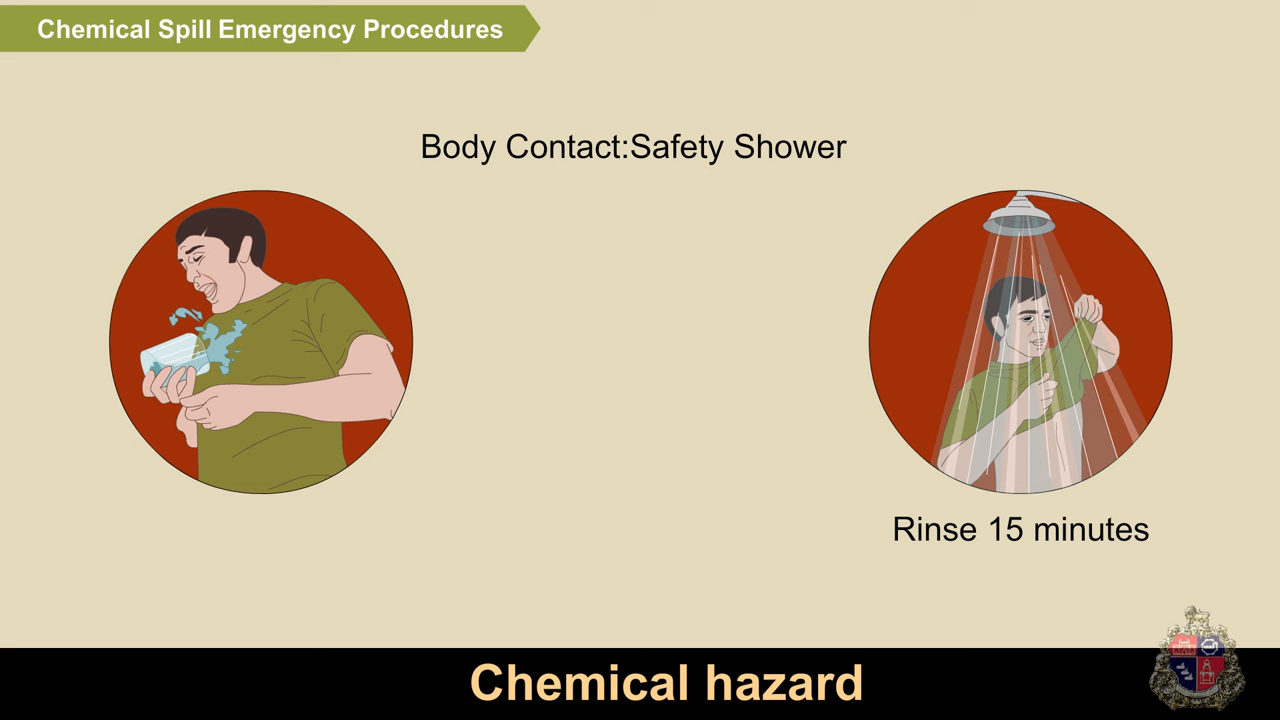 Chemical Spill Emergency Procedures
Body Contact:Safety Shower
Rinse 15 minutes
Chemical hazard